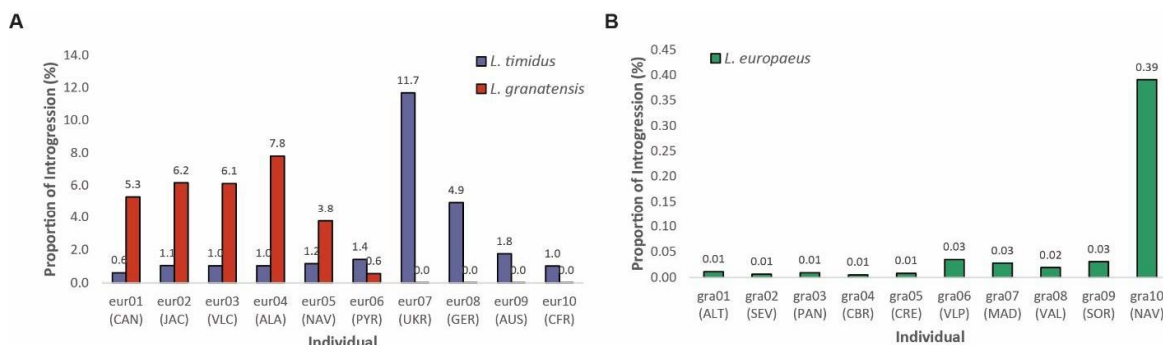 A
Proportion of Introgression (%)
14.0
12.0
10.0
8.0
6.0
4.0
2.0
0.0
L. timidus
L. granatensis
0.6 5.3 1.1 6.2 1.0 6.1 1.0 7.8 1.2 3.8 1.4 0.6 11.7 0.0 4.9 0.0 1.8 0.0 1.0 0.0
eur01 eur02 eur03 eur04 eur05 eur06 eur07 eur08 eur09 eur10
(CAN) (JAC) (VLC) (ALA) (NAV) (PYR) (UKR) (GER) (AUS) (CFR)
Individual
B
Proportion of Introgression (%)
0.45
0.40
0.35
0.30
0.25
0.20
0.15
0.10
0.05
0.00
L. europaeus
0.01 0.01 0.01 0.01 0.01 0.03 0.03 0.02 0.03 0.39
gra01 gra02 gra03 gra04 gra05 gra06 gra07 gra08 gra09 gra10
(ALT) (SEV) (PAN) (CBR) (CRE) (VLP) (MAD) (VAL) (SOR) (NAV)
Individual